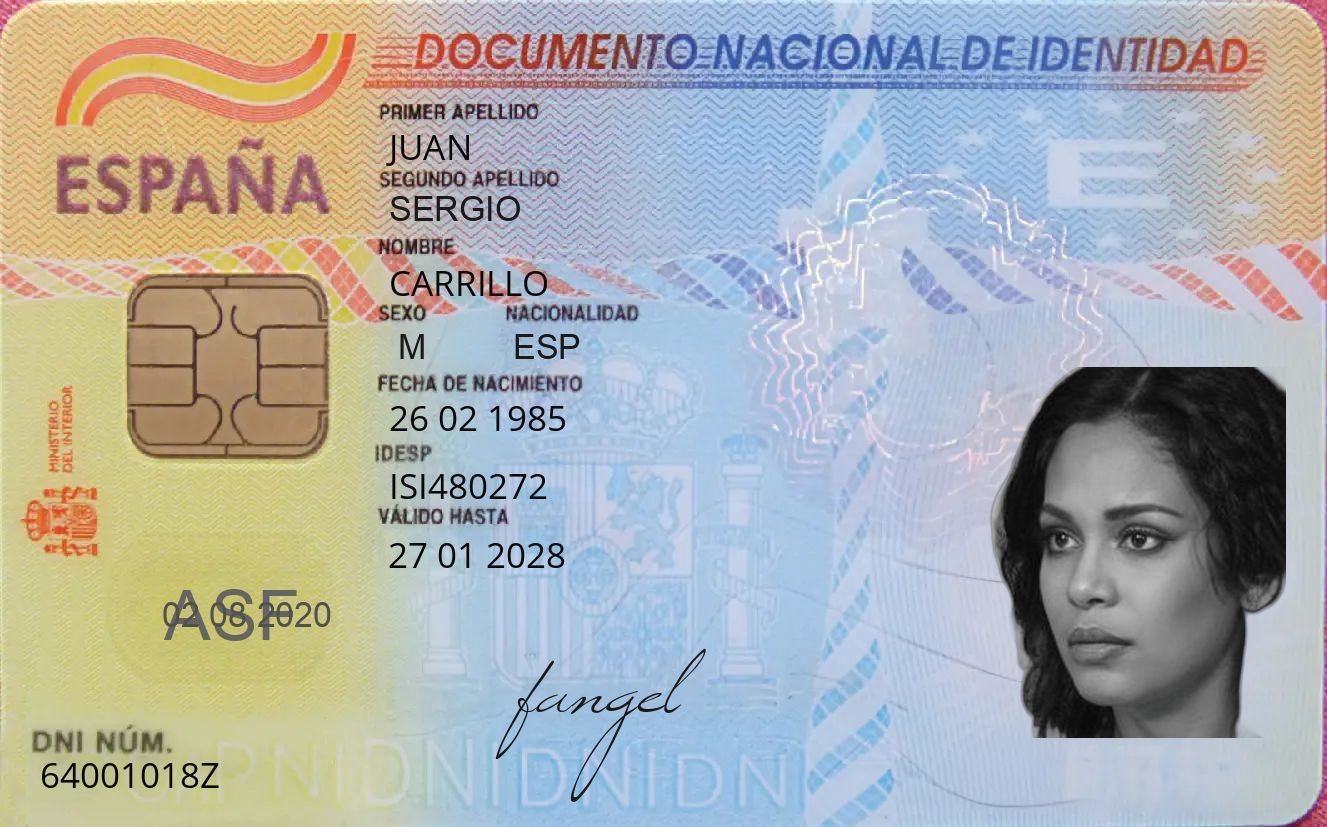 DOCUMENTO NACIONAL DE IDENTIDAD
ESPAÑA
PRIMER APELLIDO
JUAN
SEGUNDO APELLIDO
SERGIO
NOMBRE
CARRILLO
SEXO NACIONALIDAD
M ESP
FECHA DE NACIMIENTO
26 02 1985
IDESP
ISI480272
VÁLIDO HASTA
27 01 2028
MINISTERIO
DEL INTERIOR
E
ASF
02 08 2020
fangel
DNI NÚM.
64001018Z
DNIDNIDNIDN